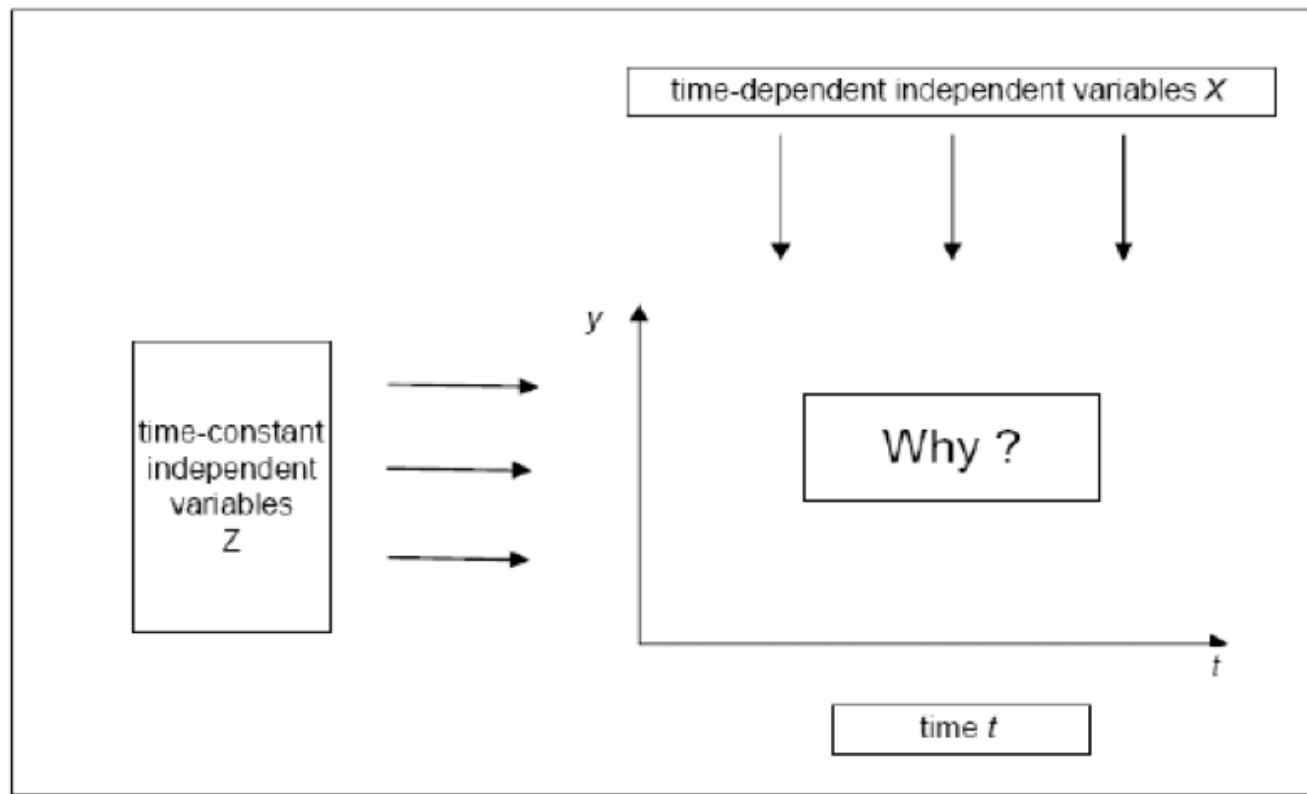 time-dependent independent variables X
y
time-constant
independent
variables
Z
Why ?
t
time t